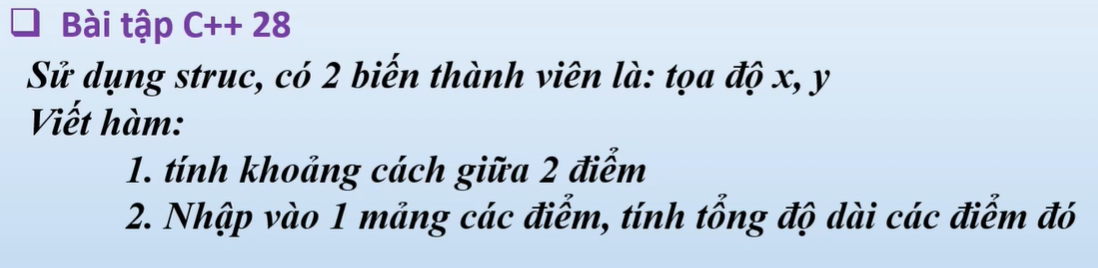 Bài tập C++ 28
Sử dụng struc, có 2 biến thành viên là: tọa độ x, y
Viết hàm:
1. tính khoảng cách giữa 2 điểm
2. Nhập vào 1 mảng các điểm, tính tổng độ dài các điểm đó